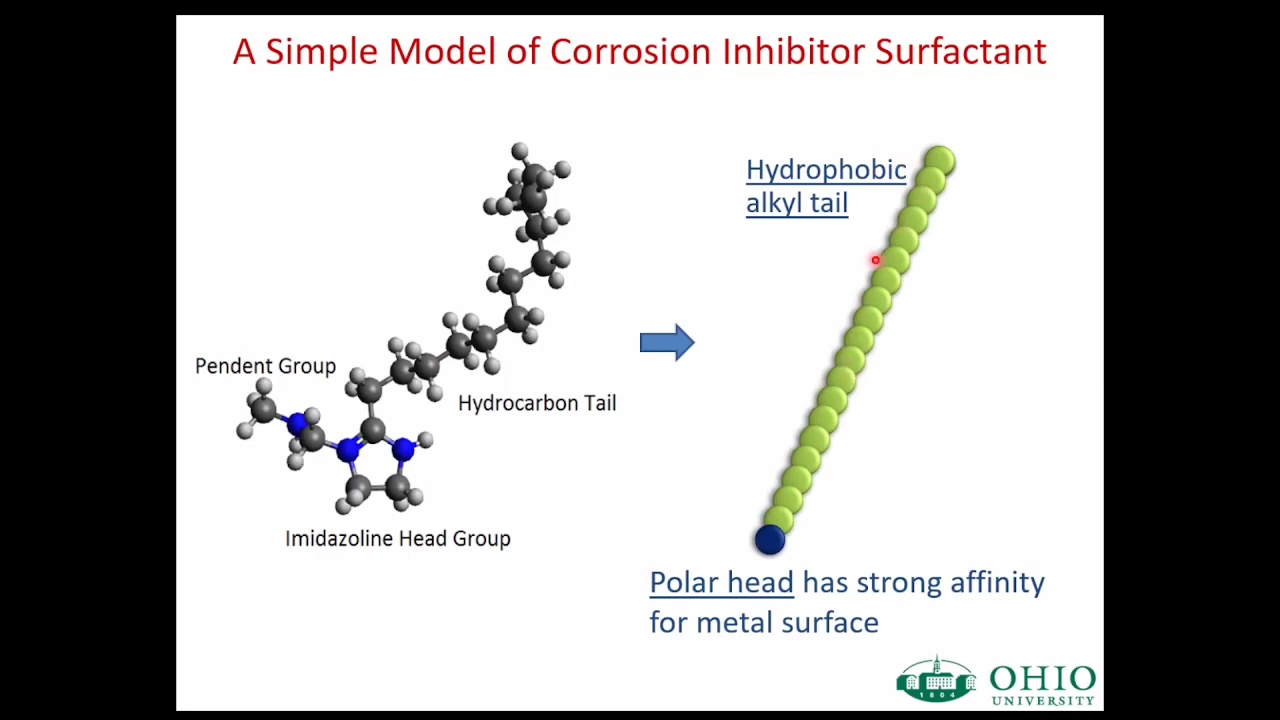 A Simple Model of Corrosion Inhibitor Surfactant
Hydrophobic
alkyl tail
Pendent Group
Hydrocarbon Tail
Imidazoline Head Group
Polar head has strong affinity
for metal surface
1804
OHIO
UNIVERSITY